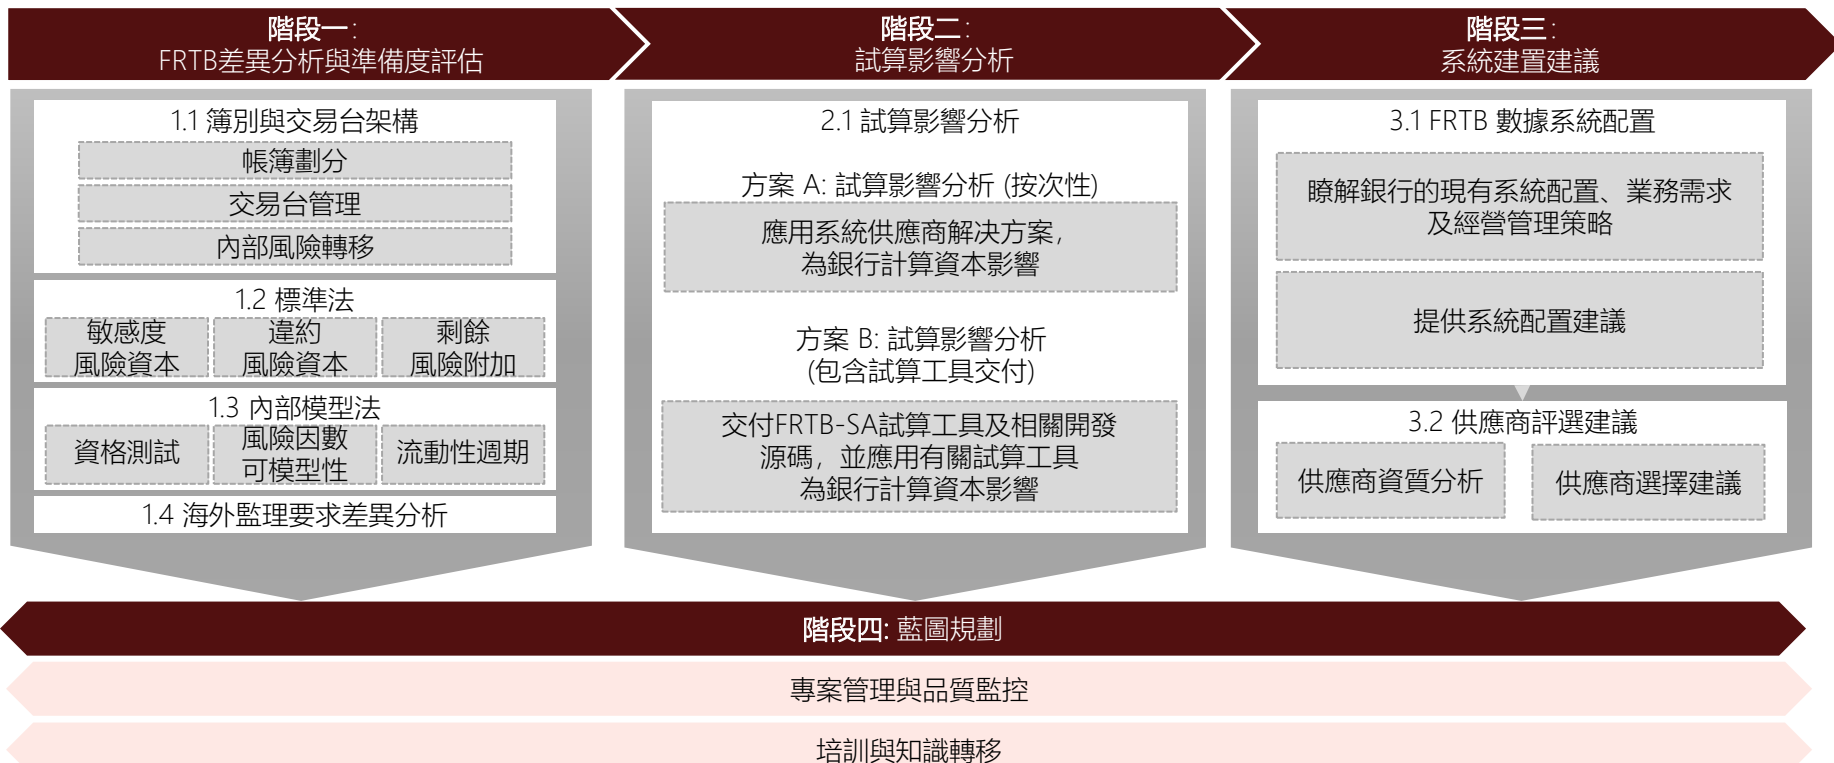 階段一:
FRTB差異分析與準備度評估
1.1 簿別與交易台架構
帳簿劃分
交易台管理
內部風險轉移
1.2 標準法
敏感度
風險資本
違約
風險資本
剩餘
風險附加
1.3 內部模型法
資格測試
風險因數
可模型性
流動性週期
1.4 海外監理要求差異分析
階段二:
試算影響分析
2.1 試算影響分析
方案 A: 試算影響分析 (按次性)
應用系統供應商解決方案,
為銀行計算資本影響
方案 B: 試算影響分析
(包含試算工具交付)
交付FRTB-SA試算工具及相關開發
源碼, 並應用有關試算工具
為銀行計算資本影響
階段三:
系統建置建議
3.1 FRTB 數據系統配置
瞭解銀行的現有系統配置、業務需求
及經營管理策略
提供系統配置建議
3.2 供應商評選建議
供應商資質分析
供應商選擇建議
階段四: 藍圖規劃
專案管理與品質監控
培訓與知識轉移